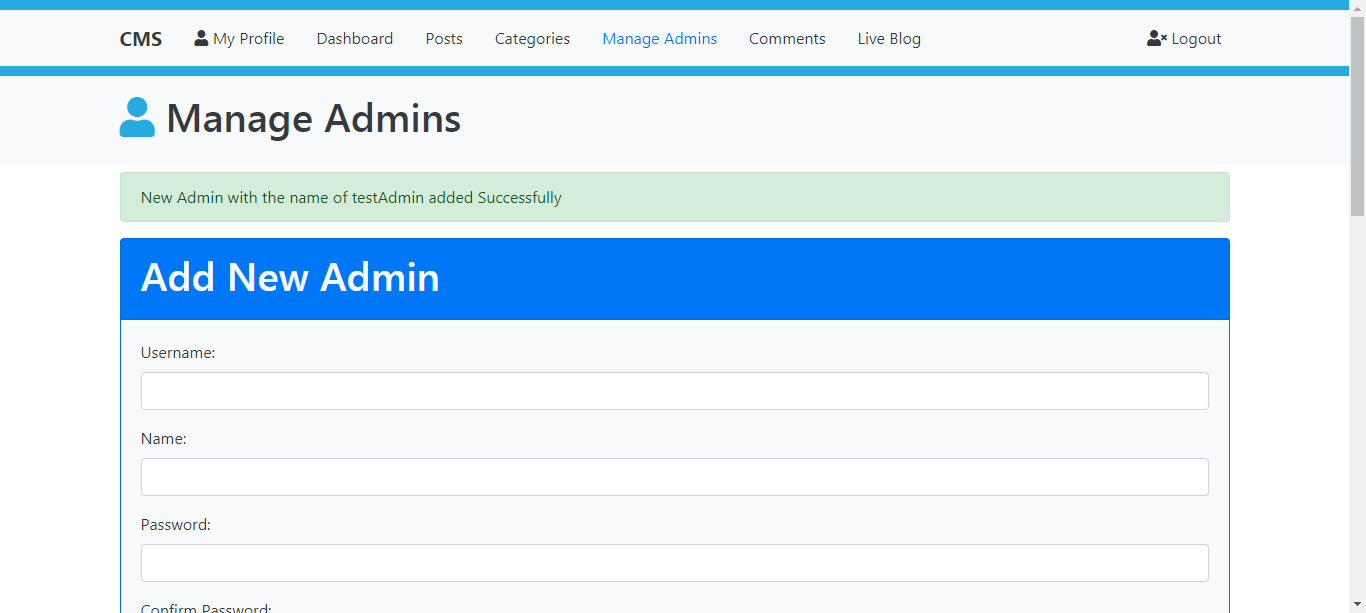 CMS My Profile Dashboard Posts Categories Manage Admins Comments Live Blog Logout
Manage Admins
New Admin with the name of testAdmin added Successfully
Add New Admin
Username:
Name:
Password:
Confirm Password: